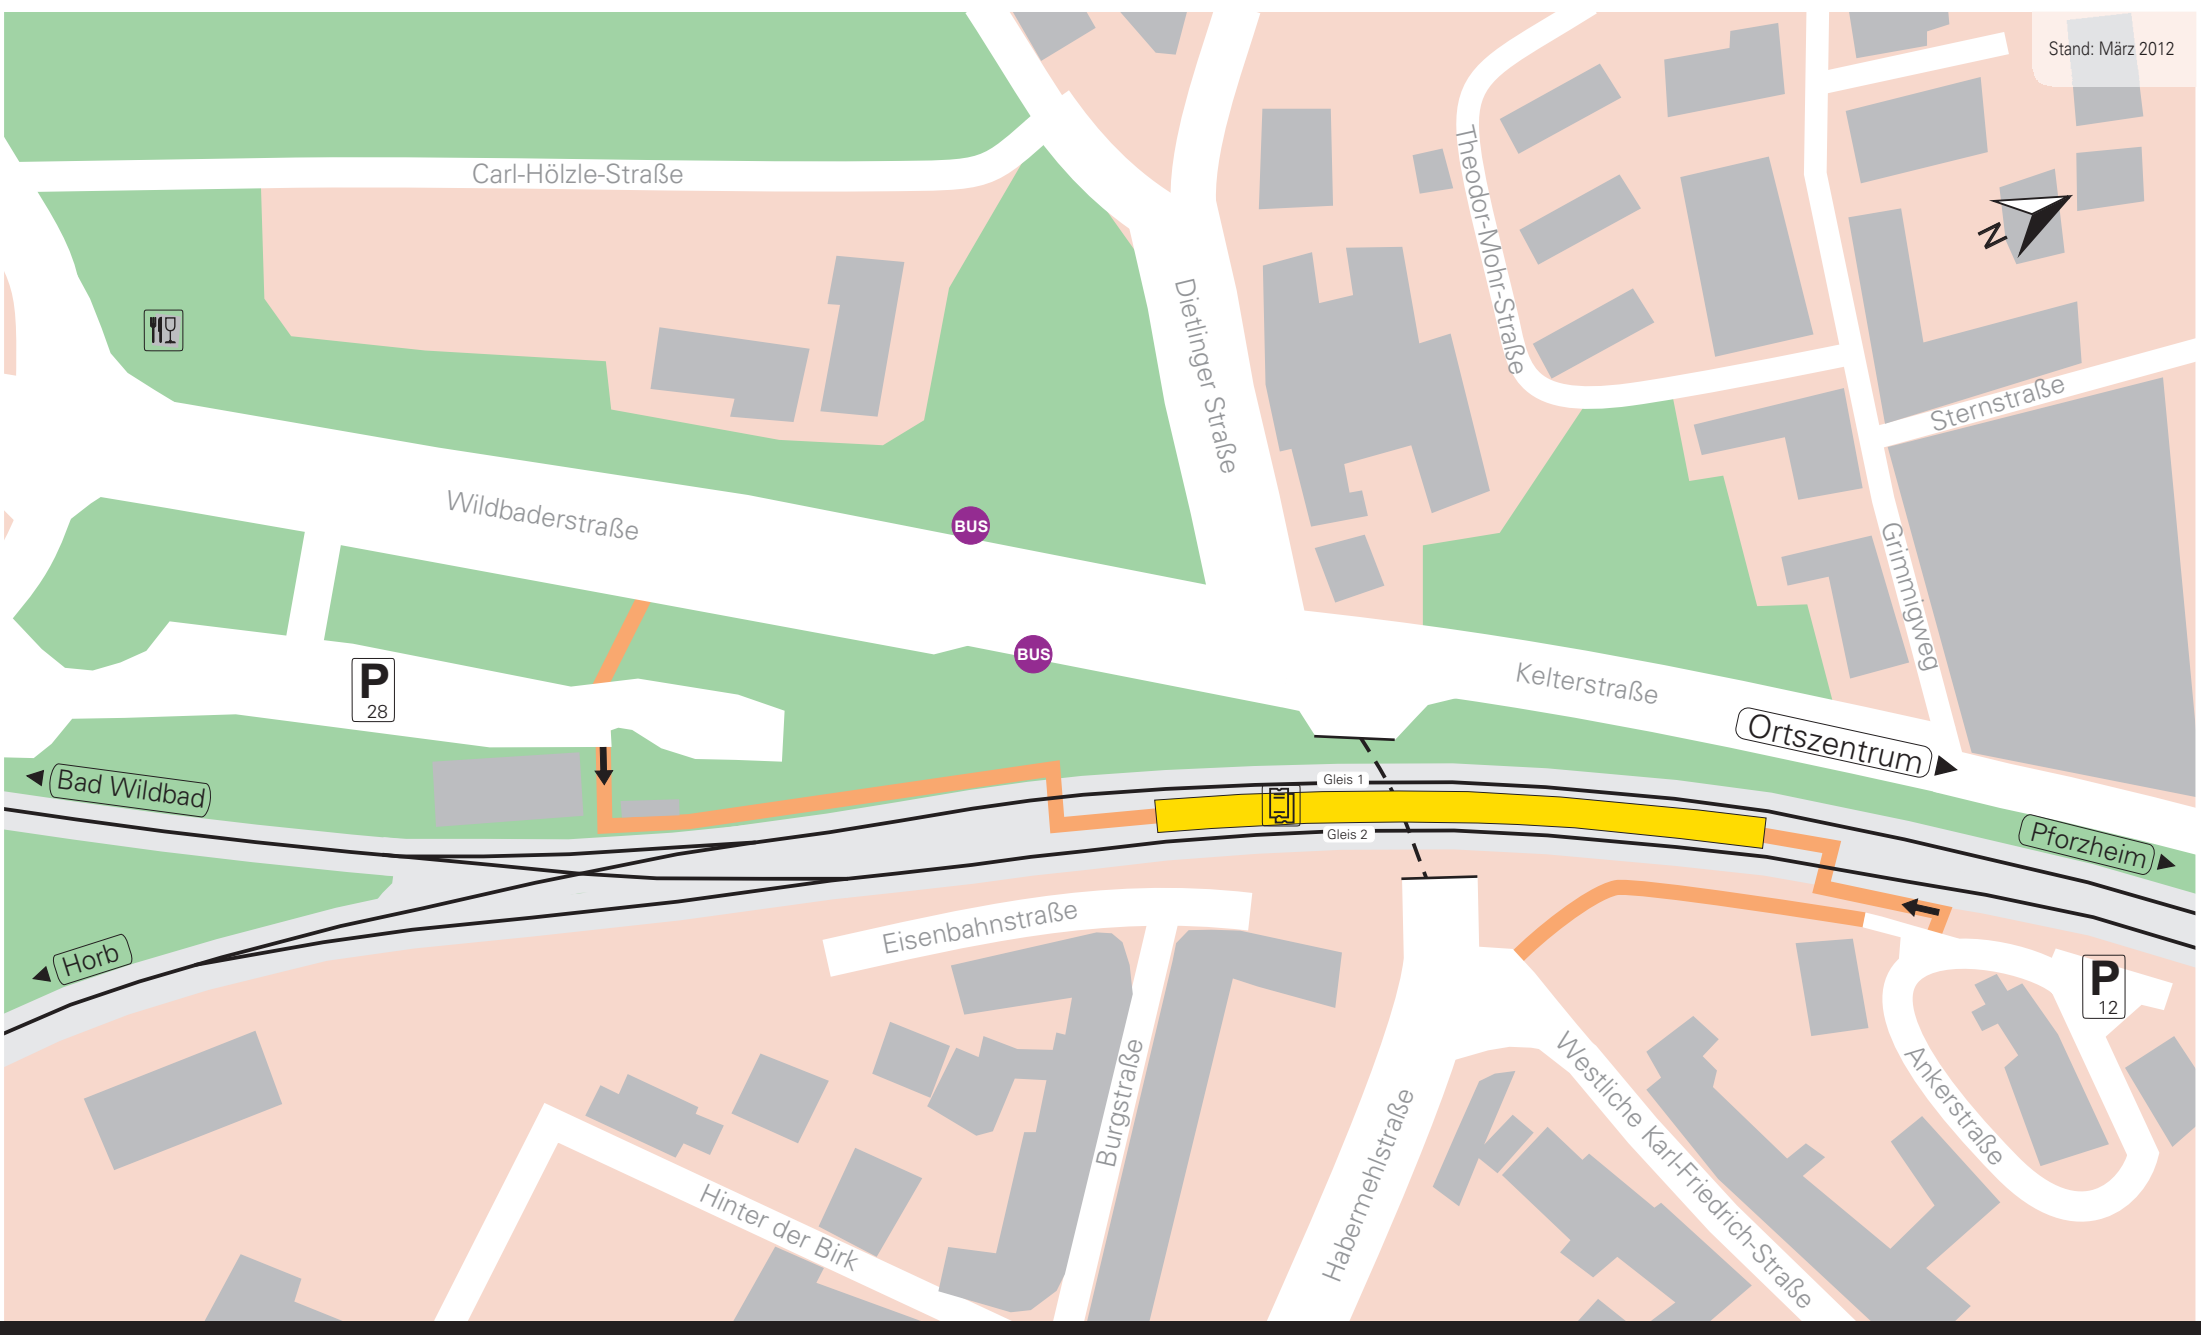 Stand: März 2012
Carl-Hölzle-Straße
Theodor-Mohr-Straße
N
Dietlinger Straße
Sternstraße
Wildbaderstraße
BUS
Grimmigweg
BUS
Kelterstraße
P
28
Ortszentrum
Bad Wildbad
Gleis 1
Gleis 2
Pforzheim
Eisenbahnstraße
Horb
P
12
Burgstraße
Westliche Karl-Friedrich-Straße
Ankerstraße
Habermehlstraße
Hinter der Birk